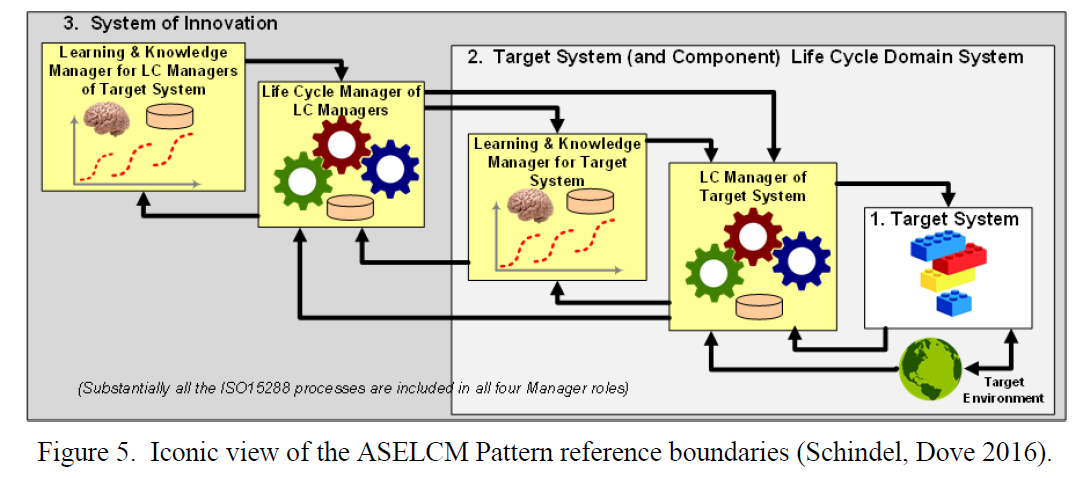 3. System of Innovation
Learning & Knowledge
Manager for LC Managers
of Target System
2. Target System (and Component) Life Cycle Domain System
Life Cycle Manager of
LC Managers
Learning & Knowledge
Manager for Target
System
LC Manager of
Target System
1. Target System
Target
Environment
(Substantially all the ISO15288 processes are included in all four Manager roles)
Figure 5. Iconic view of the ASELCM Pattern reference boundaries (Schindel, Dove 2016).